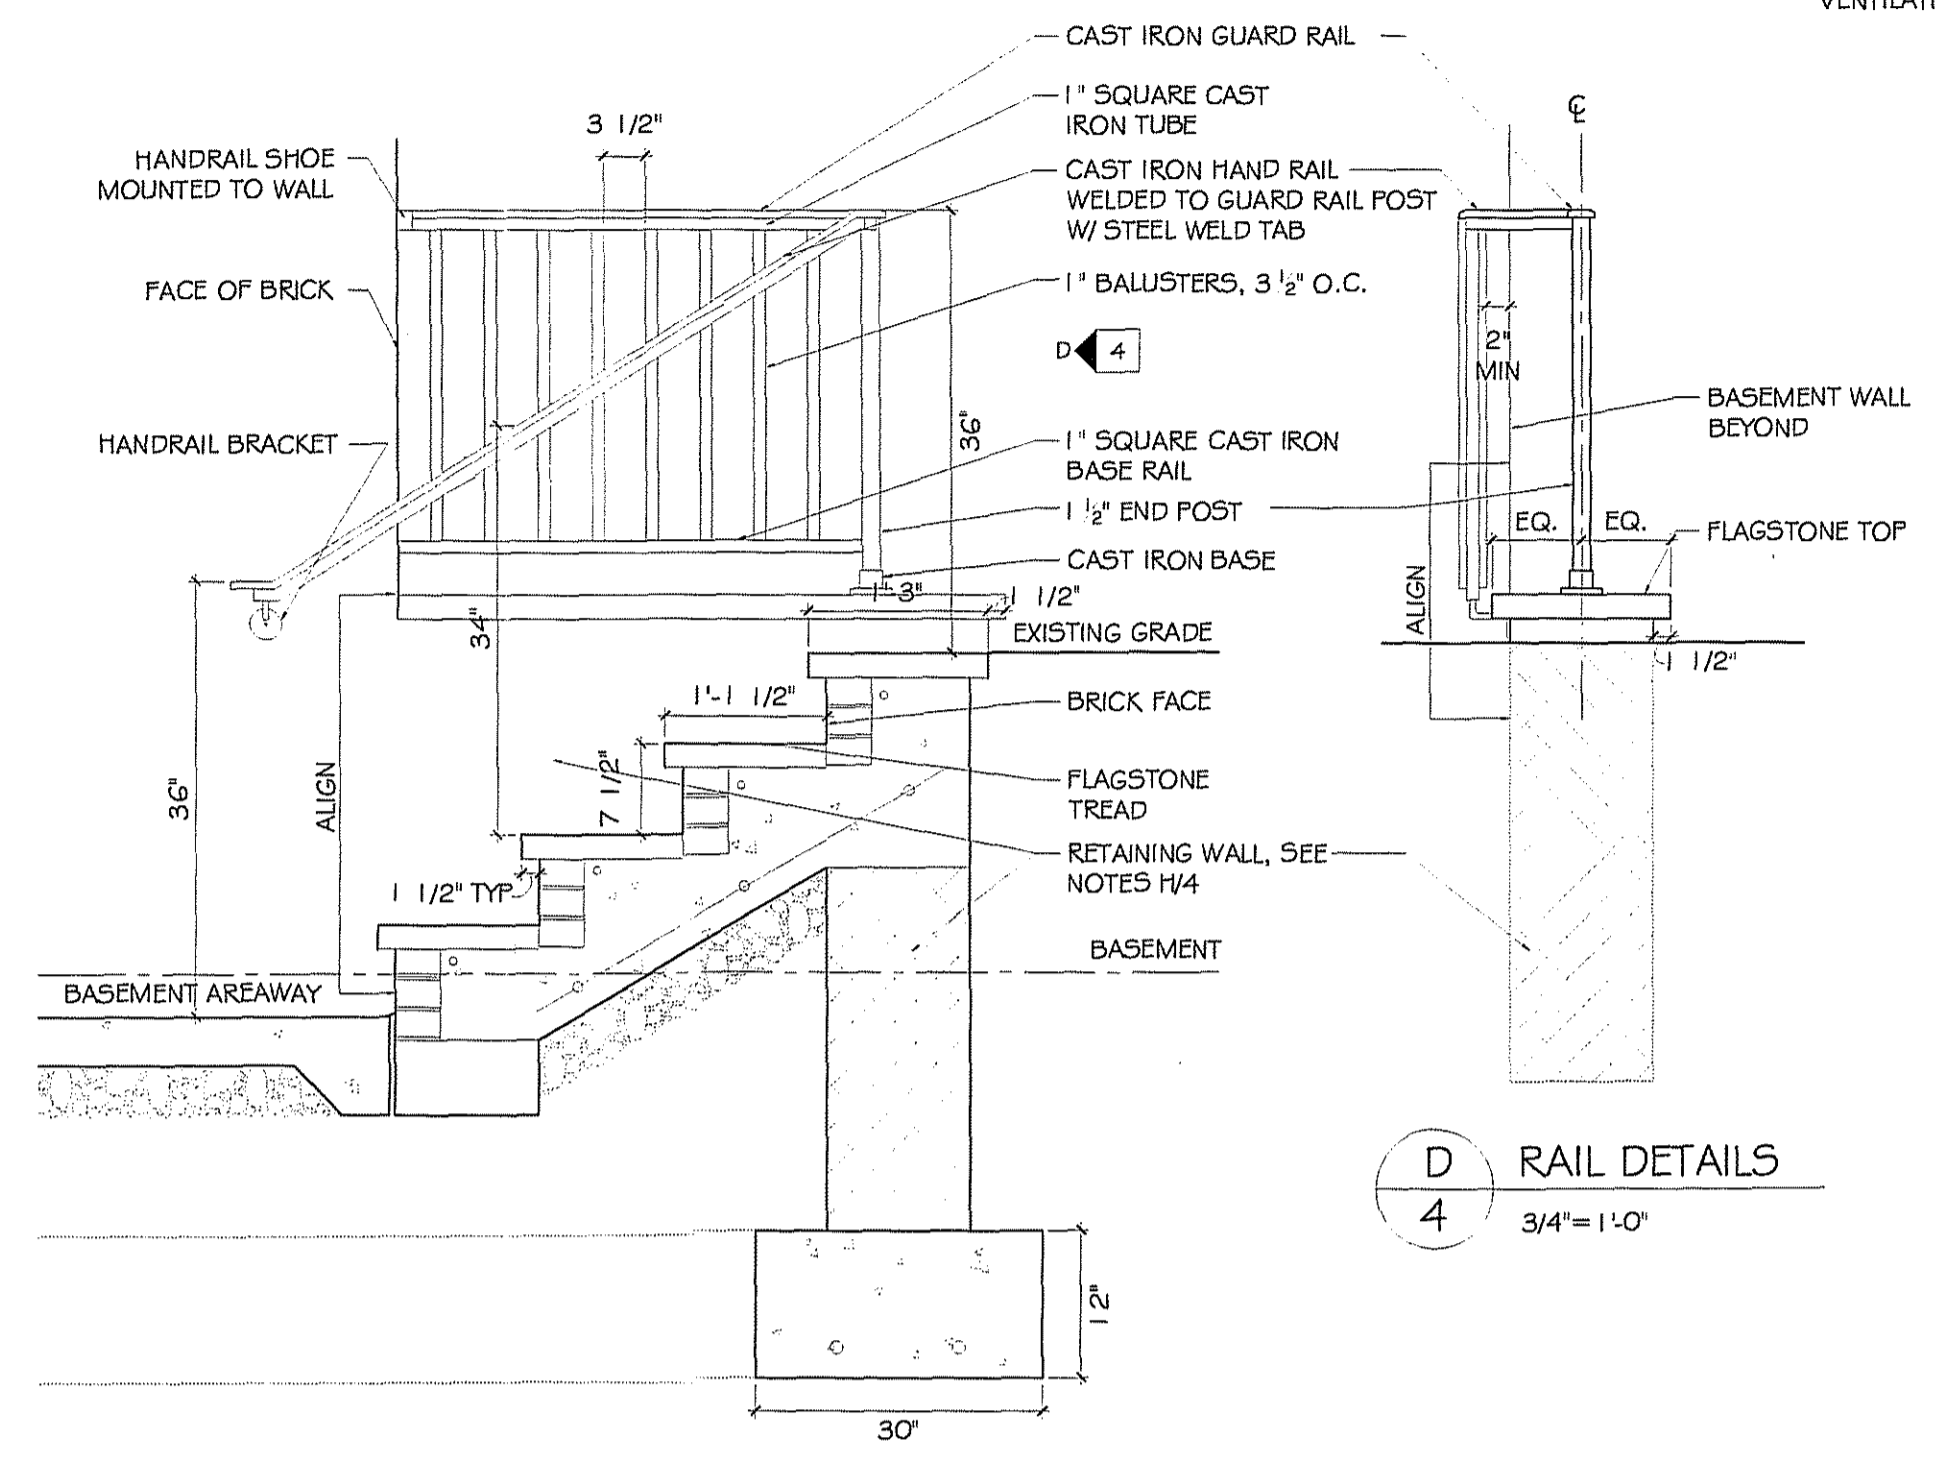 VENTILATI
CAST IRON GUARD RAIL
1" SQUARE CAST
IRON TUBE
CAST IRON HAND RAIL
WELDED TO GUARD RAIL POST
W/ STEEL WELD TAB
1" BALUSTERS, 3 1/2" O.C.
D 4
1" SQUARE CAST IRON
BASE RAIL
1 1/2" END POST
CAST IRON BASE
3 1/2"
HANDRAIL SHOE
MOUNTED TO WALL
FACE OF BRICK
HANDRAIL BRACKET
36"
34"
1'-3"
1 1/2"
EXISTING GRADE
1'-1 1/2"
BRICK FACE
7 1/2"
FLAGSTONE
TREAD
36"
ALIGN
RETAINING WALL, SEE
NOTES H/4
1 1/2" TYP
BASEMENT
BASEMENT AREAWAY
12"
30"
CL
2"
MIN
BASEMENT WALL
BEYOND
EQ.
EQ.
FLAGSTONE TOP
ALIGN
1 1/2"
D
4
RAIL DETAILS
3/4"=1'-0"